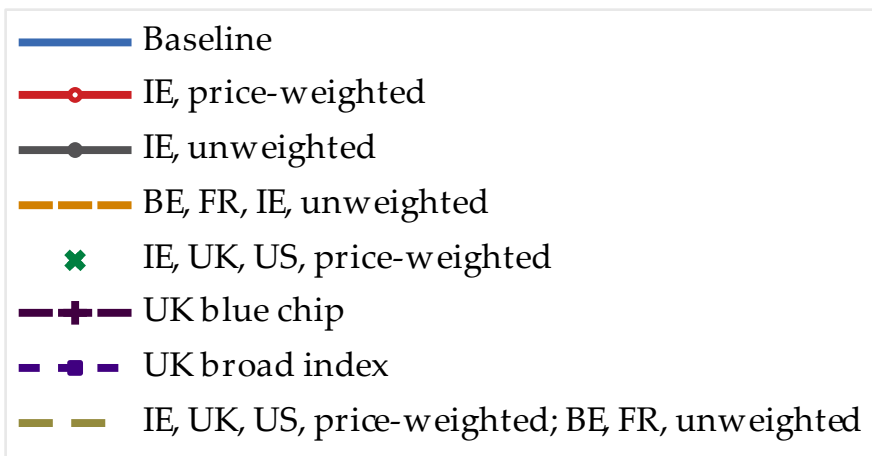 Baseline
IE, price-weighted
IE, unweighted
BE, FR, IE, unweighted
IE, UK, US, price-weighted
UK blue chip
UK broad index
IE, UK, US, price-weighted; BE, FR, unweighted